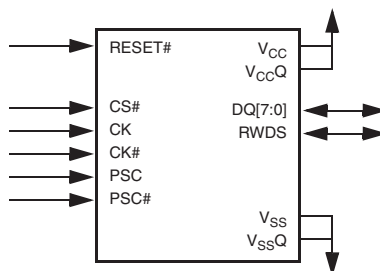 RESET#
CS#
CK
CK#
PSC
PSC#
VCC
VCCQ
DQ[7:0]
RWDS
VSS
VSSQ